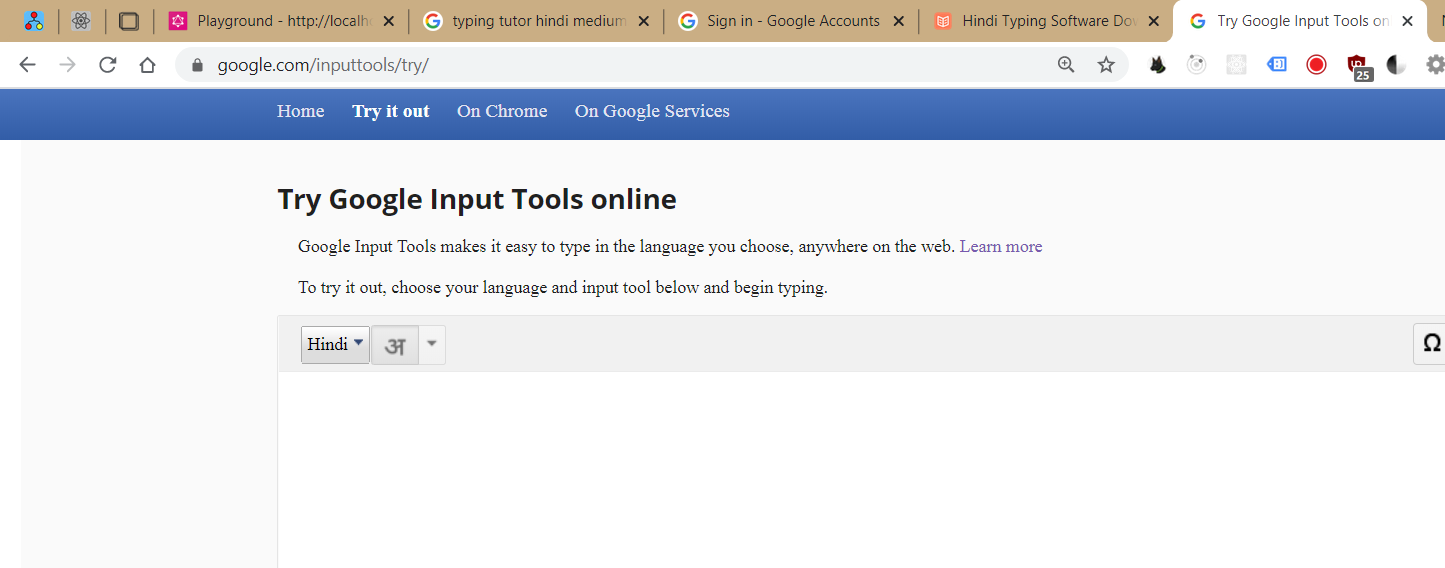 Playground - http://localh
typing tutor hindi medium
Sign in - Google Accounts
Hindi Typing Software Do
Try Google Input Tools on
google.com/inputtools/try/
25
Home
Try it out
On Chrome
On Google Services
Try Google Input Tools online
Google Input Tools makes it easy to type in the language you choose, anywhere on the web. Learn more
To try it out, choose your language and input tool below and begin typing.
Hindi
अ
Ω